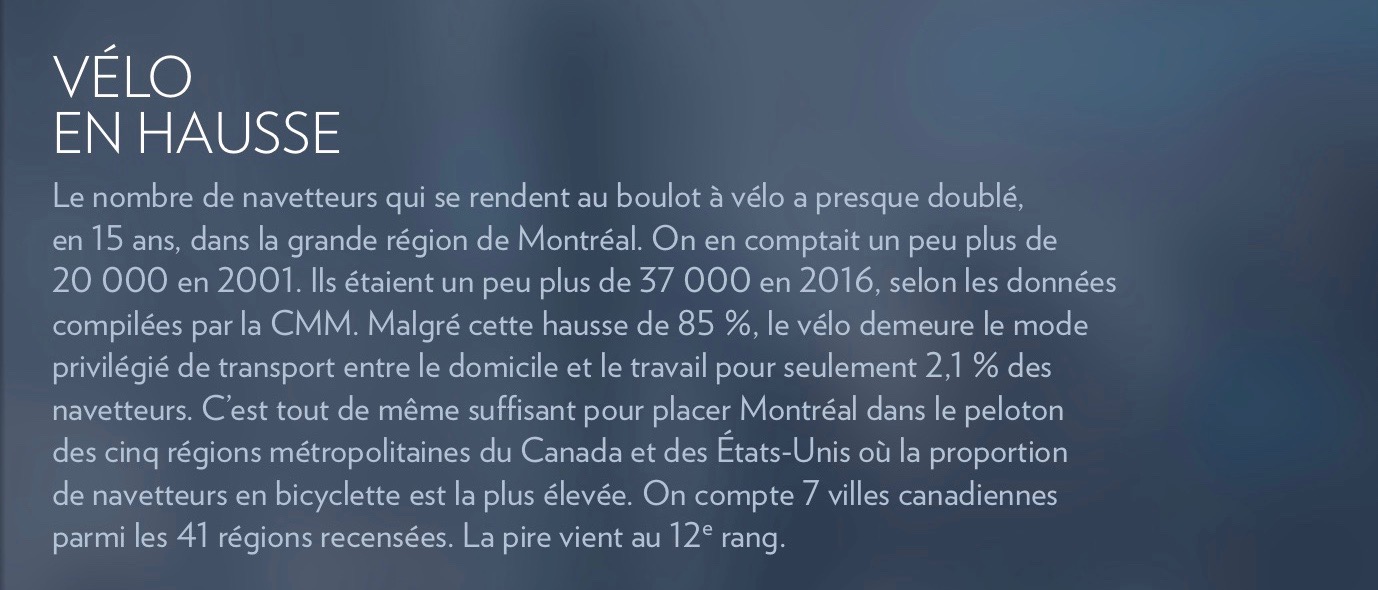 VÉLO
EN HAUSSE
Le nombre de navetteurs qui se rendent au boulot à vélo a presque doublé,
en 15 ans, dans la grande région de Montréal. On en comptait un peu plus de
20 000 en 2001. Ils étaient un peu plus de 37 000 en 2016, selon les données
compilées par la CMM. Malgré cette hausse de 85 %, le vélo demeure le mode
privilégié de transport entre le domicile et le travail pour seulement 2,1 % des
navetteurs. C’est tout de même suffisant pour placer Montréal dans le peloton
des cinq régions métropolitaines du Canada et des États-Unis où la proportion
de navetteurs en bicyclette est la plus élevée. On compte 7 villes canadiennes
parmi les 41 régions recensées. La pire vient au 12ᵉ rang.